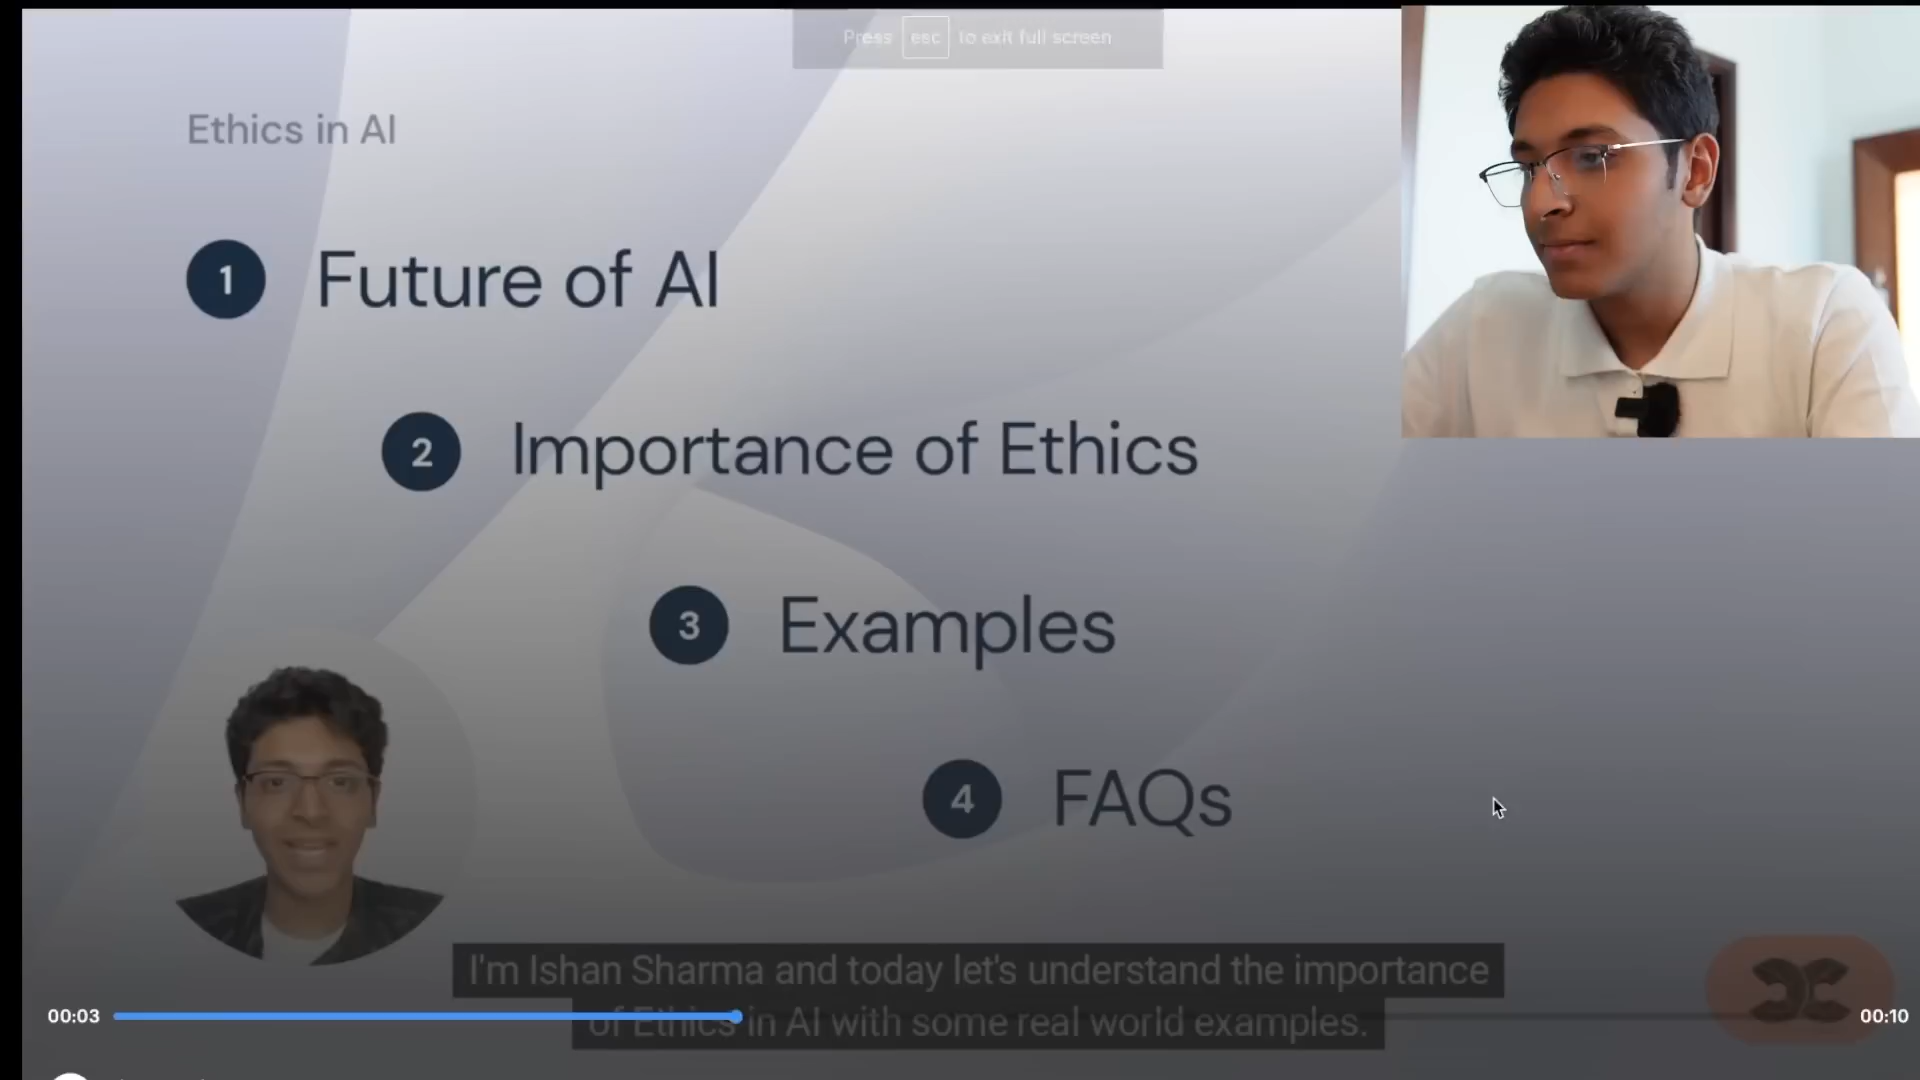 Press esc to exit full screen
Ethics in AI
1 Future of AI
2 Importance of Ethics
3 Examples
4 FAQs
I'm Ishan Sharma and today let's understand the importance
of Ethics in AI with some real world examples.
00:03
00:10